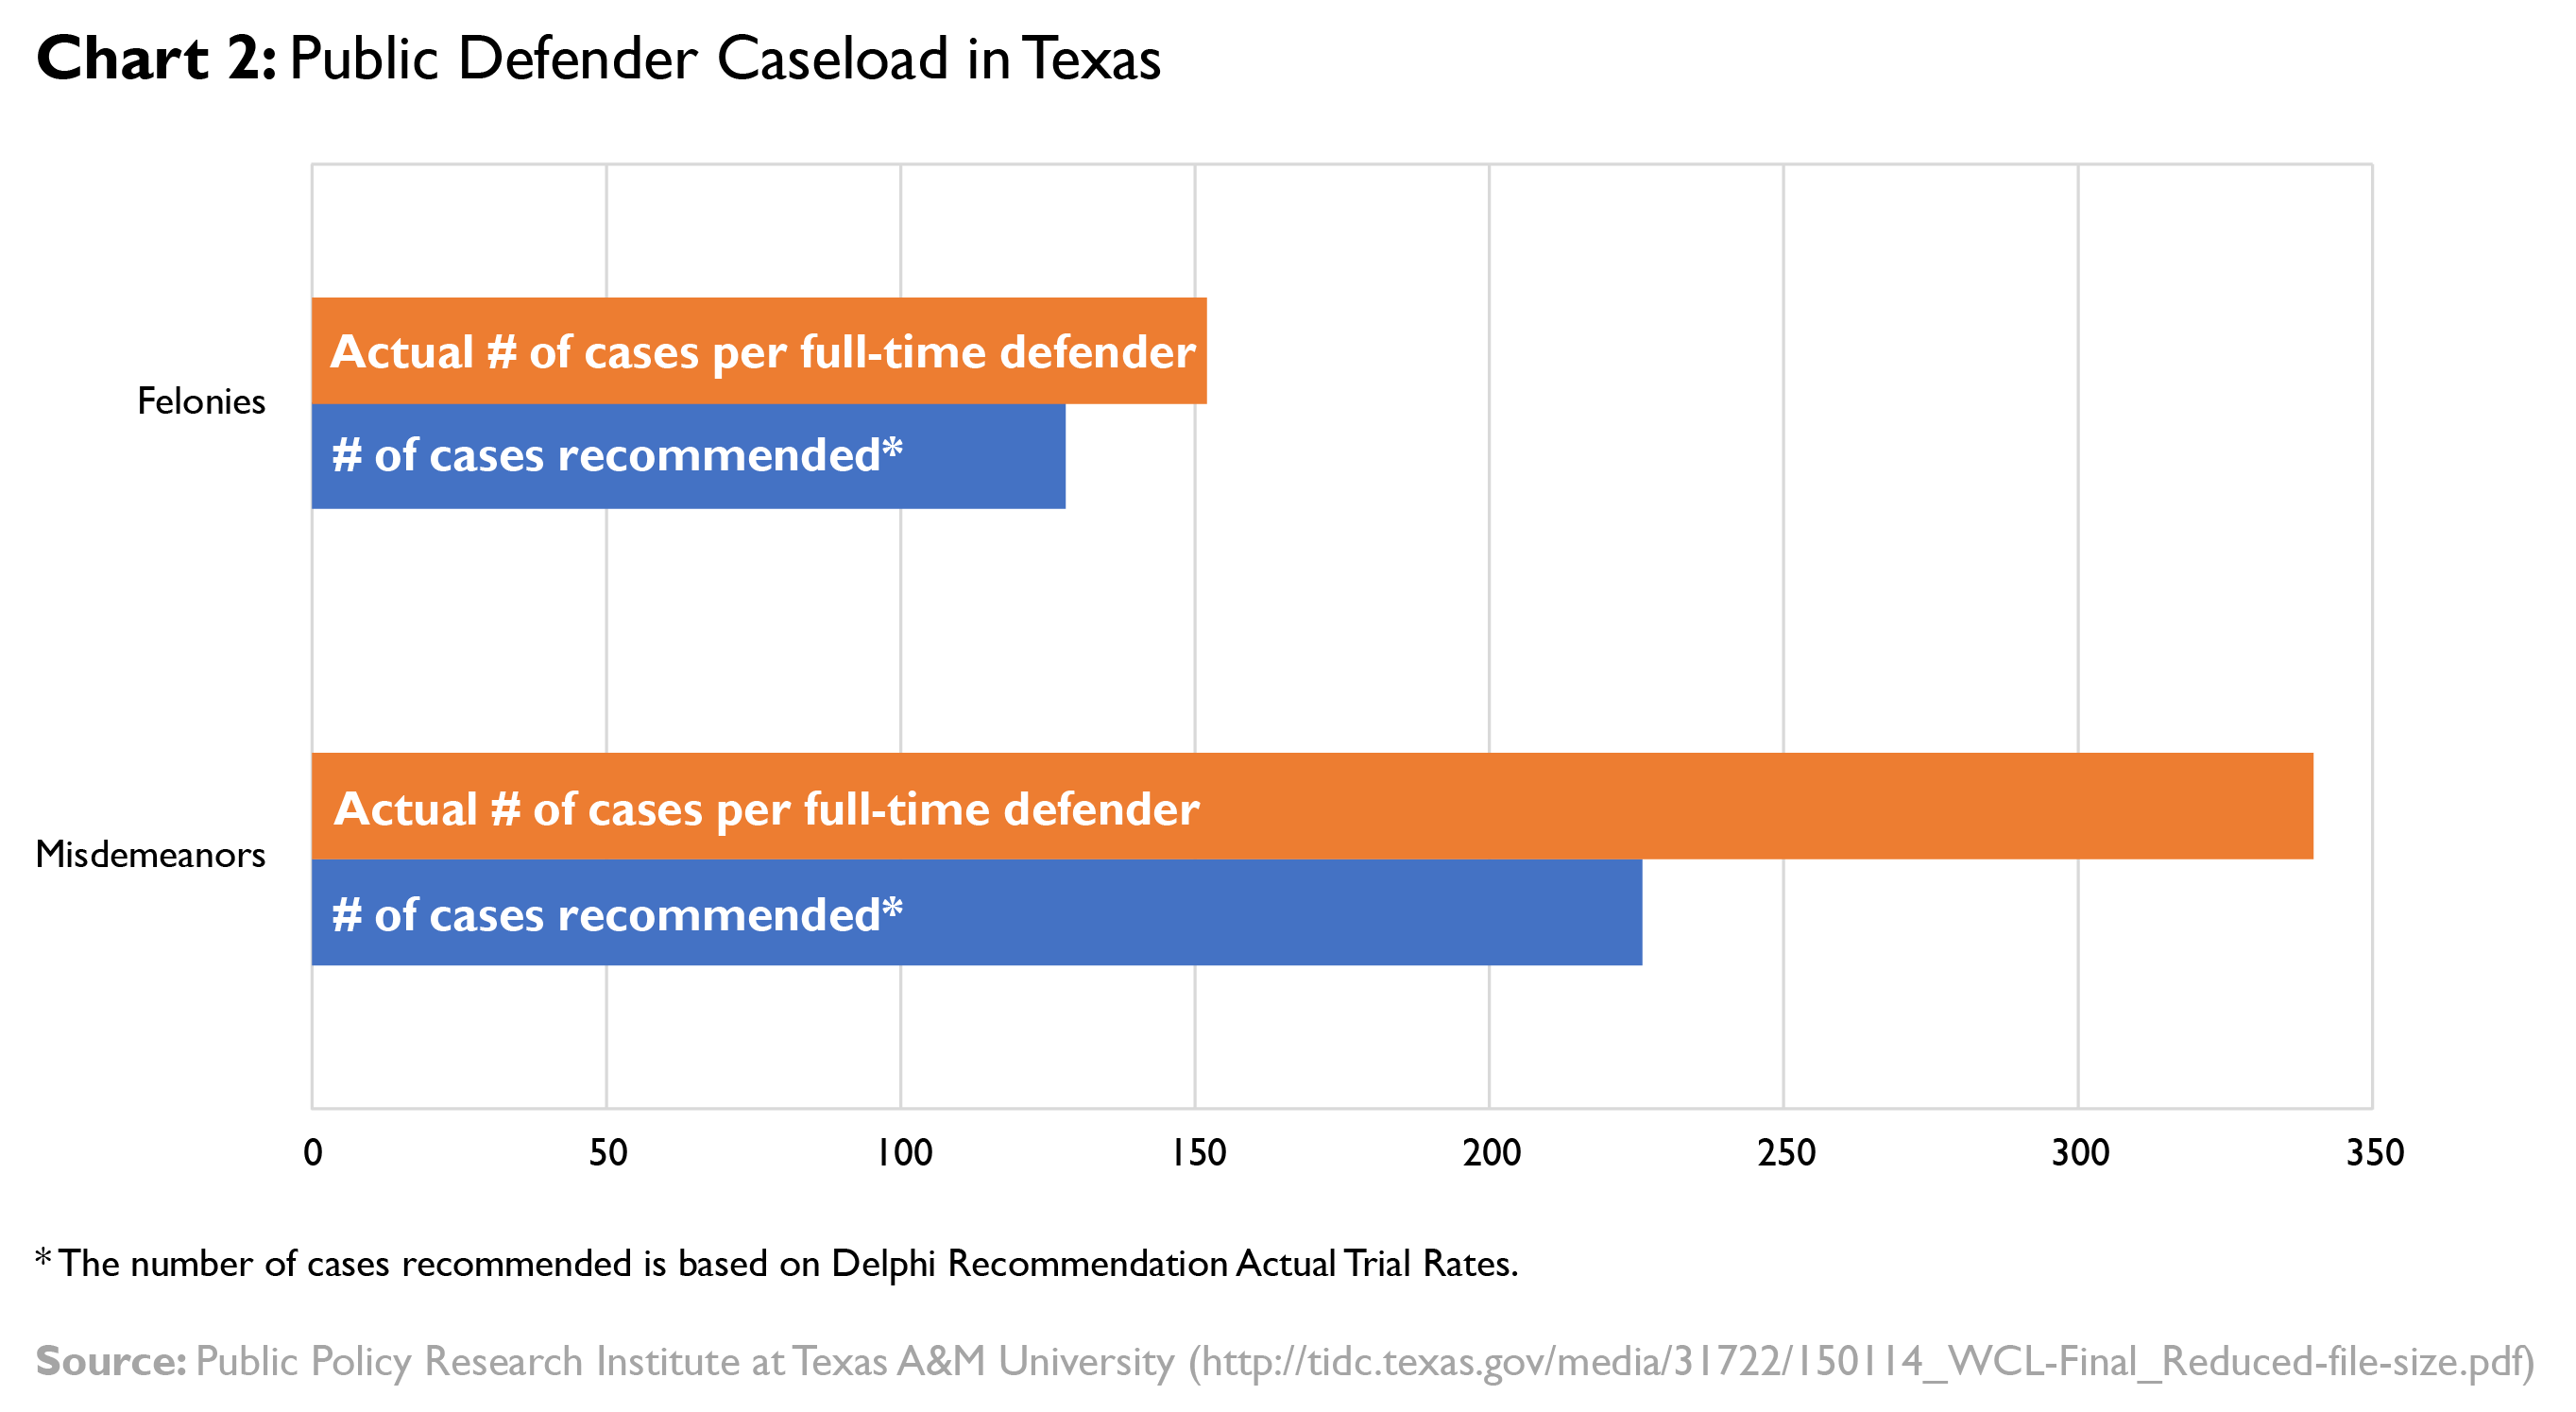 Chart 2: Public Defender Caseload in Texas
Felonies
Actual # of cases per full-time defender
# of cases recommended*
Misdemeanors
Actual # of cases per full-time defender
# of cases recommended*
0 50 100 150 200 250 300 350
* The number of cases recommended is based on Delphi Recommendation Actual Trial Rates.
Source: Public Policy Research Institute at Texas A&M University (http://tidc.texas.gov/media/31722/150114_WCL-Final_Reduced-file-size.pdf)